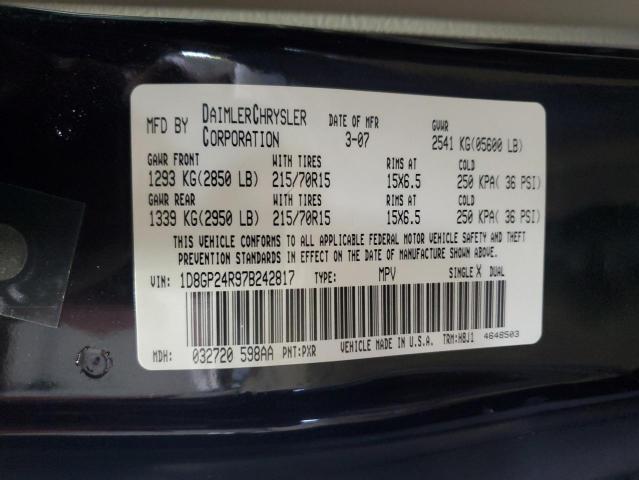 MFD BY DAIMLERCHRYSLER CORPORATION DATE OF MFR 3-07 GVWR 2541 KG(05600 LB)
GAWR FRONT WITH TIRES RIMS AT COLD
1293 KG(2850 LB) 215/70R15 15X6.5 250 KPA( 36 PSI)
GAWR REAR WITH TIRES RIMS AT COLD
1339 KG(2950 LB) 215/70R15 15X6.5 250 KPA( 36 PSI)
THIS VEHICLE CONFORMS TO ALL APPLICABLE FEDERAL MOTOR VEHICLE SAFETY AND THEFT
PREVENTION STANDARDS IN EFFECT ON THE DATE OF MANUFACTURE SHOWN ABOVE.
VIN: 1D8GP24R97B242817 TYPE: MPV SINGLE X DUAL
MDH: 032720 598AA PNT:PXR VEHICLE MADE IN U.S.A. TRM:H8J1 4648503